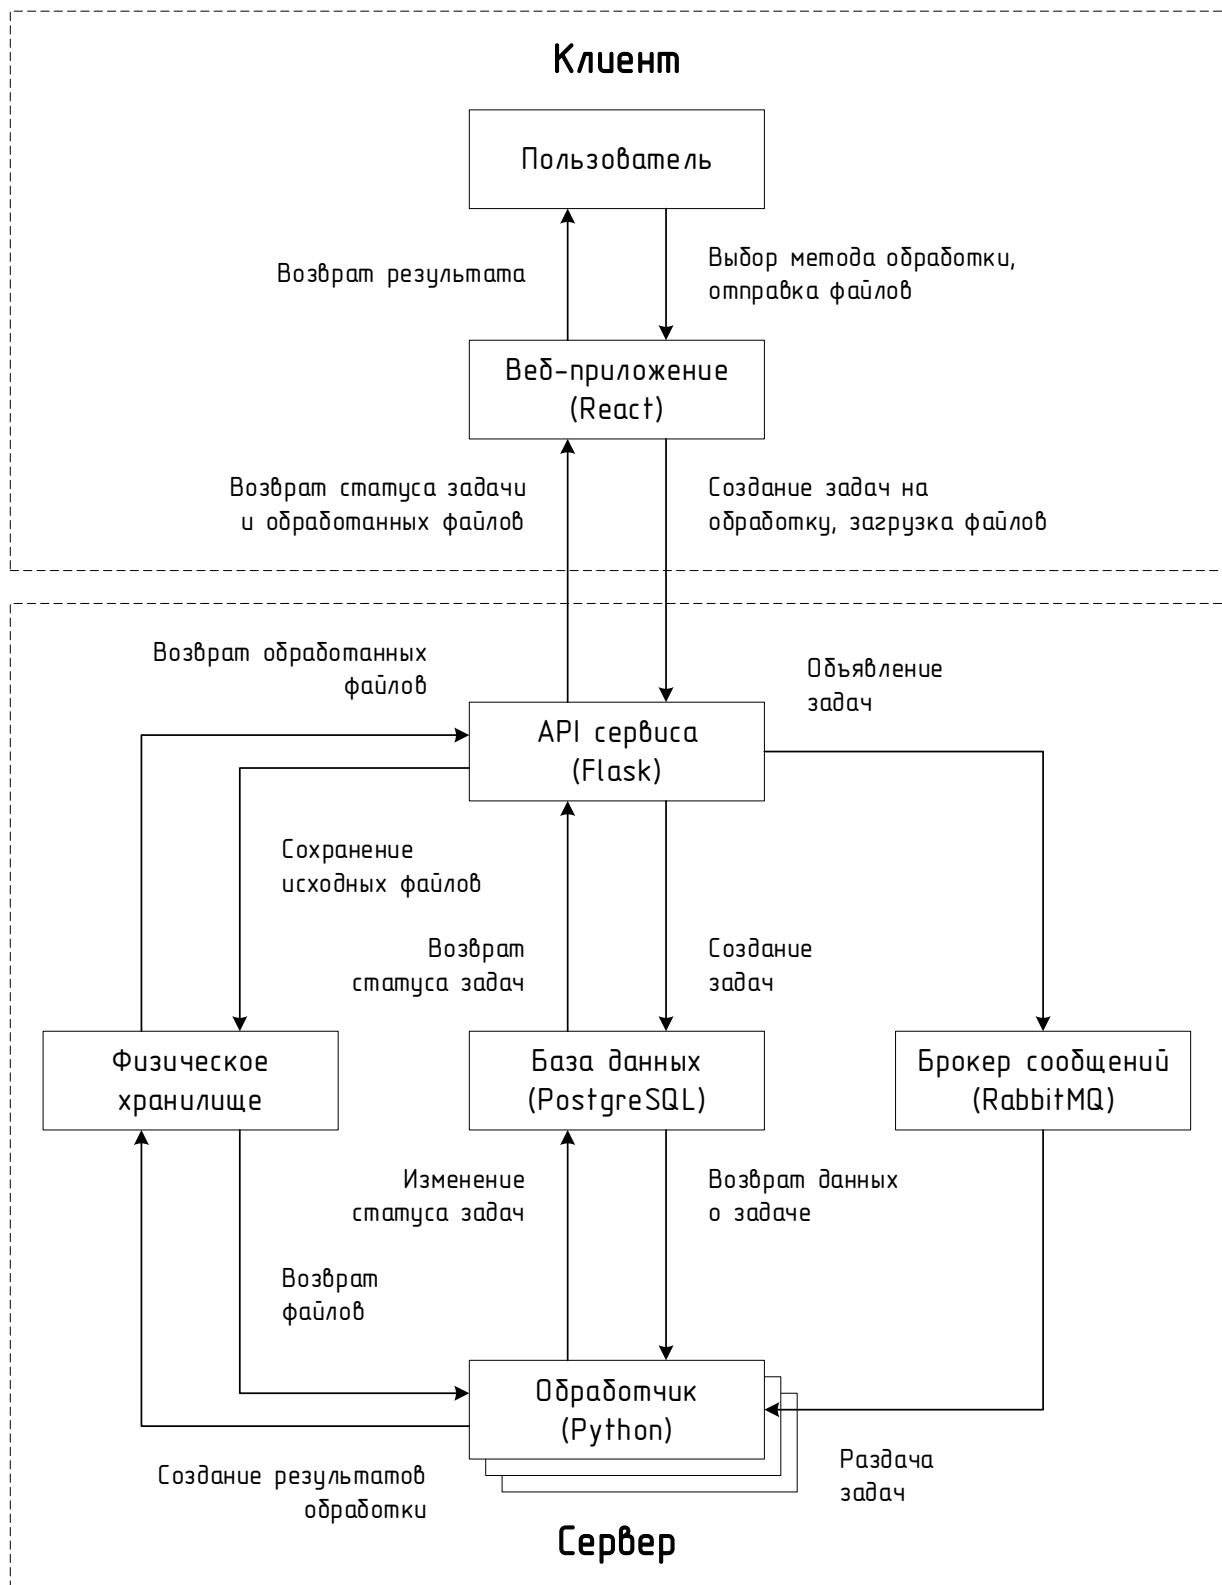 Клиент
Пользователь
Возврат результата
Выбор метода обработки,
отправка файлов
Веб-приложение
(React)
Возврат статуса задачи
и обработанных файлов
Создание задач на
обработку, загрузка файлов
Возврат обработанных
файлов
Объявление
задач
API сервиса
(Flask)
Сохранение
исходных файлов
Возврат
статуса задач
Создание
задач
Физическое
хранилище
База данных
(PostgreSQL)
Брокер сообщений
(RabbitMQ)
Изменение
статуса задач
Возврат данных
о задаче
Возврат
файлов
Обработчик
(Python)
Создание результатов
обработки
Раздача
задач
Сервер